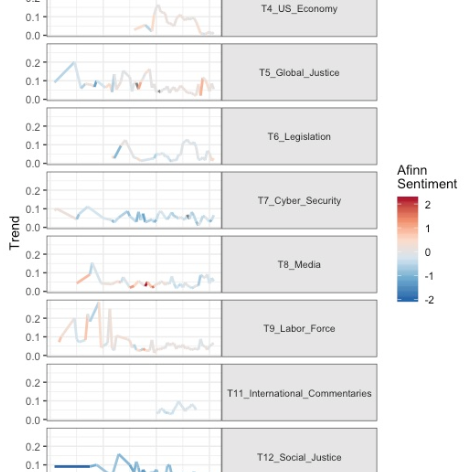 T4_US_Economy
0.1
0.0
T5_Global_Justice
0.2
0.1
0.0
T6_Legislation
0.2
0.1
0.0
T7_Cyber_Security
0.2
0.1
0.0
T8_Media
0.2
0.1
0.0
T9_Labor_Force
0.2
0.1
0.0
T11_International_Commentaries
0.2
0.1
0.0
T12_Social_Justice
0.2
0.1
Trend
Afinn
Sentiment
2
1
0
-1
-2